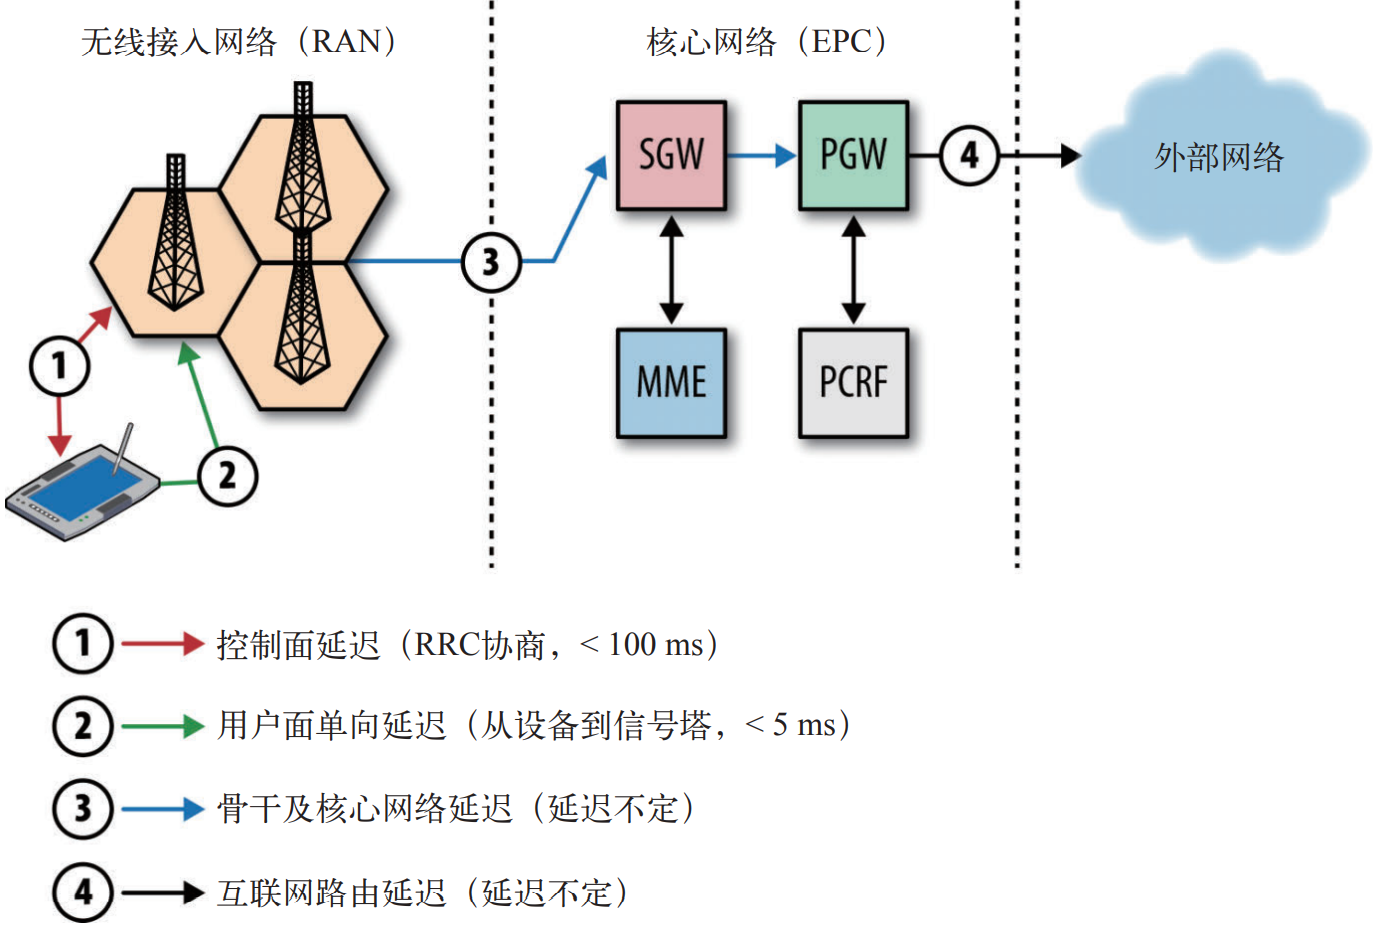 无线接入网络（RAN）
核心网络（EPC）
SGW
PGW
4
外部网络
3
1
MME
PCRF
2
1 控制面延迟（RRC协商，< 100 ms）
2 用户面单向延迟（从设备到信号塔，< 5 ms）
3 骨干及核心网络延迟（延迟不定）
4 互联网路由延迟（延迟不定）